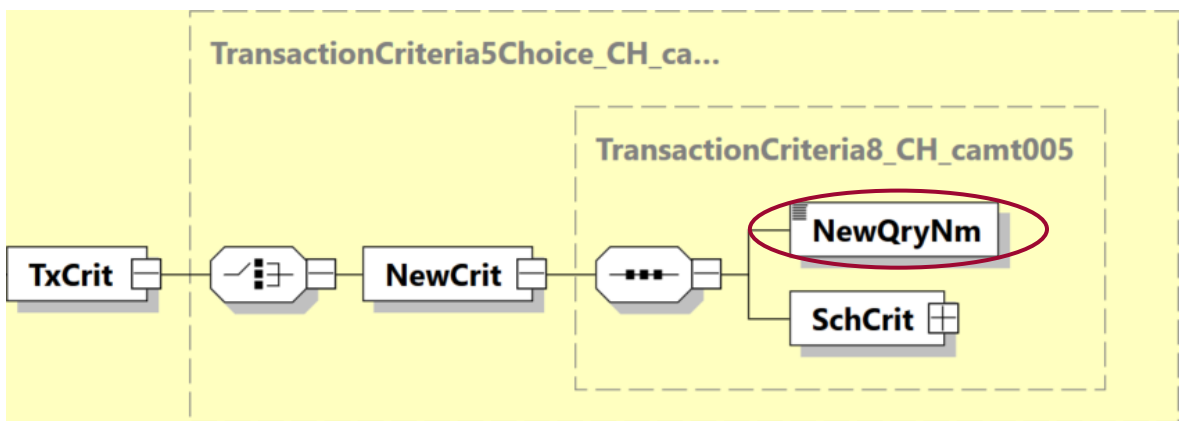 TransactionCriteria5Choice_CH_ca...
TransactionCriteria8_CH_camt005
NewQryNm
TxCrit
NewCrit
SchCrit